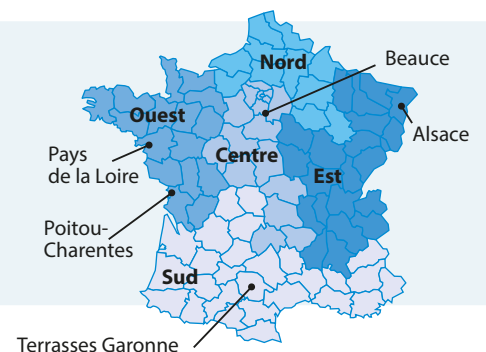 Nord
Beauce
Ouest
Alsace
Pays
de la Loire
Centre
Est
Poitou-
Charentes
Sud
Terrasses Garonne